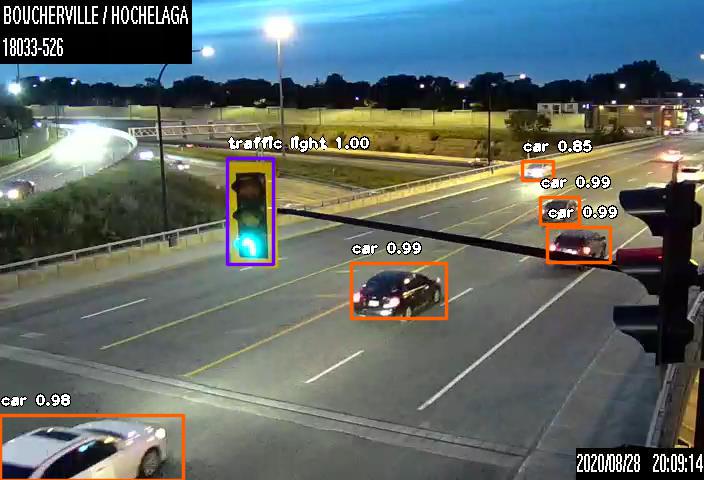 BOUCHERVILLE / HOCHELAGA
18033-526
traffic light 1.00
car 0.85
car 0.99
car 0.99
car 0.99
car 0.98
2020/08/28 20:09:14